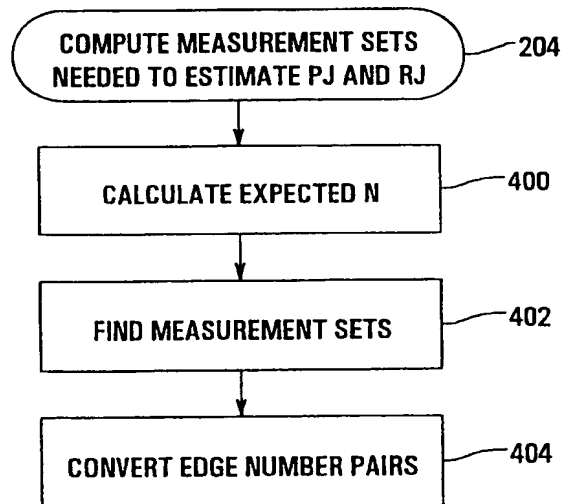 COMPUTE MEASUREMENT SETS
NEEDED TO ESTIMATE PJ AND RJ
204
CALCULATE EXPECTED N
400
FIND MEASUREMENT SETS
402
CONVERT EDGE NUMBER PAIRS
404